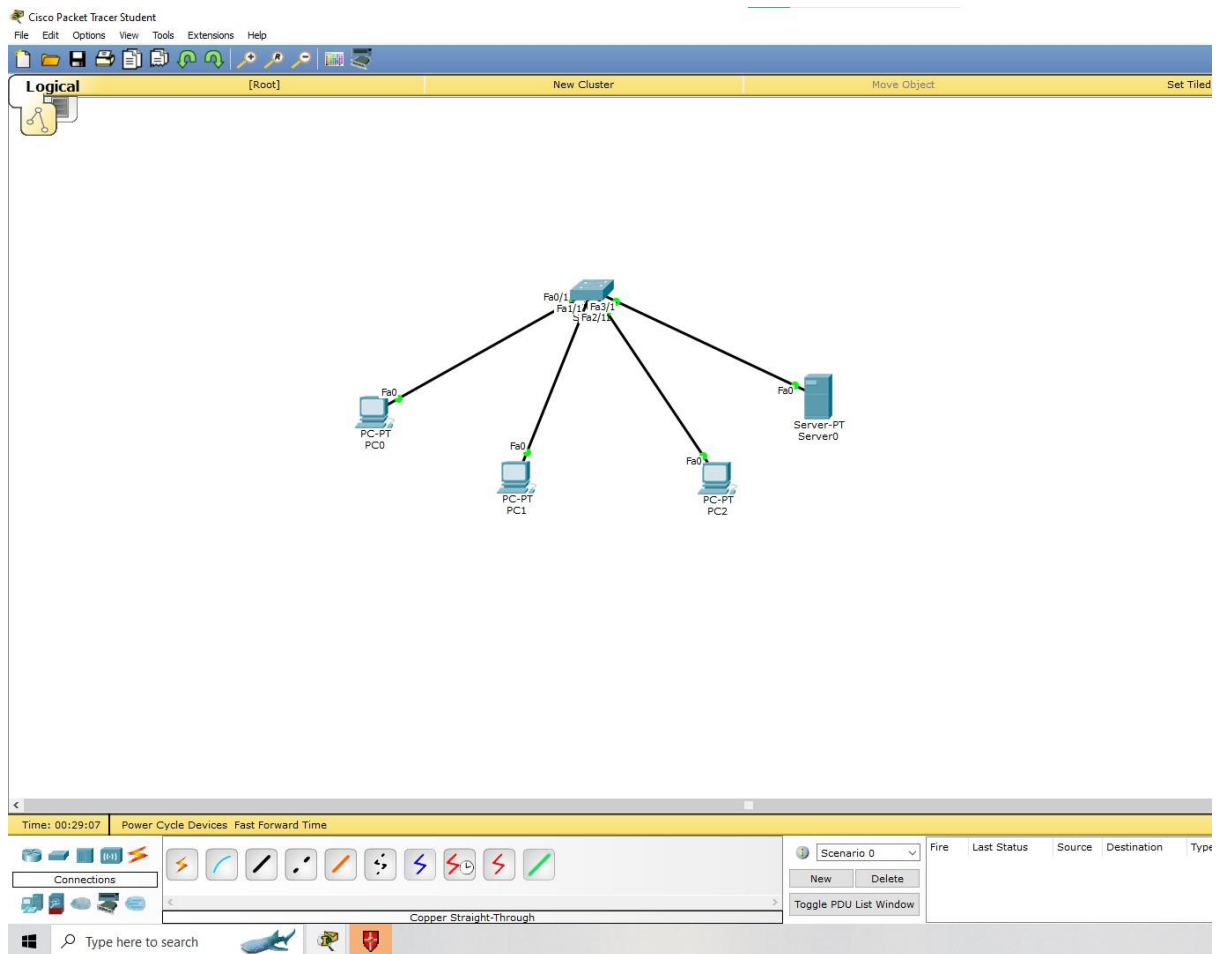 Cisco Packet Tracer Student
File Edit Options View Tools Extensions Help
Logical [Root] New Cluster Move Object Set Tiled
Fa0/1
Fa1/1 Fa3/1
Fa2/1
Fa0
PC-PT
PC0
Fa0
PC-PT
PC1
Fa0
PC-PT
PC2
Fa0
Server-PT
Server0
Time: 00:29:07 Power Cycle Devices Fast Forward Time
Connections
Copper Straight-Through
Scenario 0
New Delete
Toggle PDU List Window
Fire Last Status Source Destination Type
Type here to search